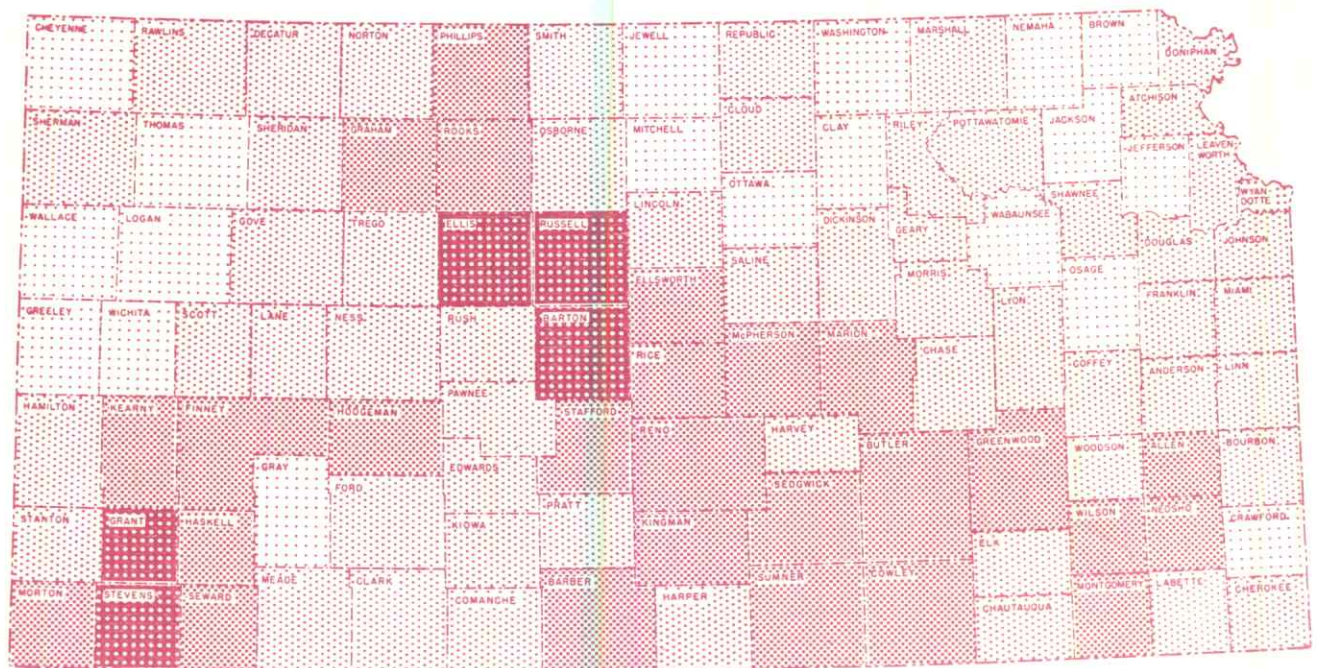 CHEYENNE
RAWLINS
DECATUR
NORTON
PHILLIPS
SMITH
JEWELL
REPUBLIC
WASHINGTON
MARSHALL
NEMAHA
BROWN
DONIPHAN
SHERMAN
THOMAS
SHERIDAN
GRAHAM
ROOKS
OSBORNE
MITCHELL
CLOUD
CLAY
RILEY
POTTAWATOMIE
JACKSON
ATCHISON
JEFFERSON
LEAVEN
WORTH
WYAN
DOTTE
WALLACE
LOGAN
GOVE
TREGO
ELLIS
RUSSELL
LINCOLN
OTTAWA
SALINE
DICKINSON
GEARY
MORRIS
WABAUNSEE
SHAWNEE
OSAGE
DOUGLAS
JOHNSON
GREELEY
WICHITA
SCOTT
LANE
NESS
RUSH
BARTON
ELLSWORTH
RICE
MCPHERSON
MARION
CHASE
LYON
COFFEY
FRANKLIN
MIAMI
ANDERSON
LINN
HAMILTON
KEARNY
FINNEY
HODGEMAN
PAWNEE
STAFFORD
RENO
HARVEY
BUTLER
GREENWOOD
WOODSON
ALLEN
BOURBON
GRAY
FORD
EDWARDS
PRATT
SEDGWICK
STANTON
GRANT
HASKELL
KIOWA
KINGMAN
ELK
WILSON
NEOSHO
CRAWFORD
MORTON
STEVENS
SEWARD
MEADE
CLARK
COMANCHE
BARBER
HARPER
SUMNER
COWLEY
CHAUTAUQUA
MONTGOMERY
LABETTE
CHEROKEE